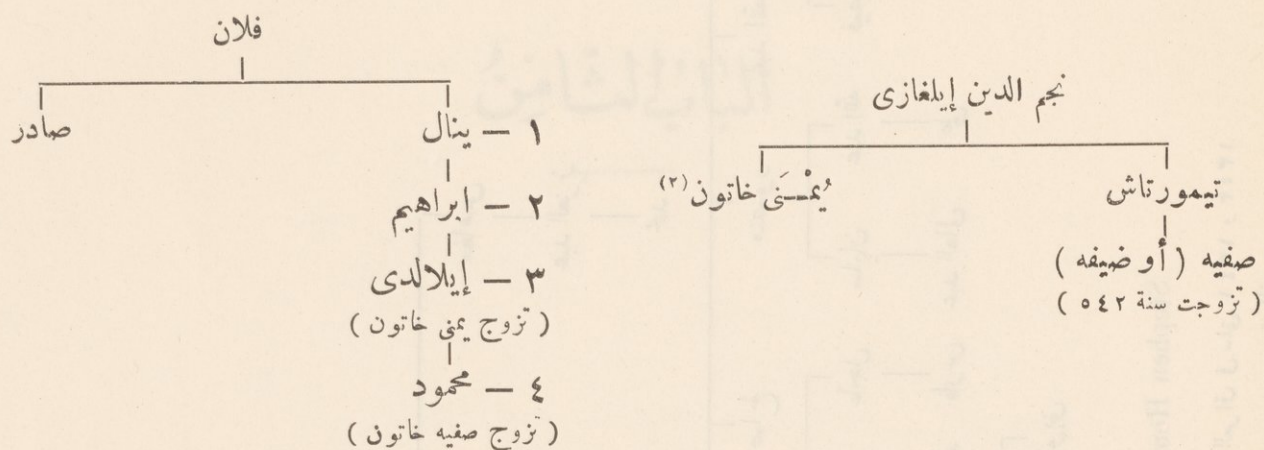 نجم الدين إيلغازى
تيمورتاش
يُمْنَى خاتون (٢)
صفيه ( أو ضيفه )
( تزوجت سنة ٥٤٢ )
فلان
١ — ينال
صادر
٢ — ابراهيم
٣ — إيلالدى
( تزوج يمنى خاتون )
٤ — محمود
( تزوج صفيه خاتون )